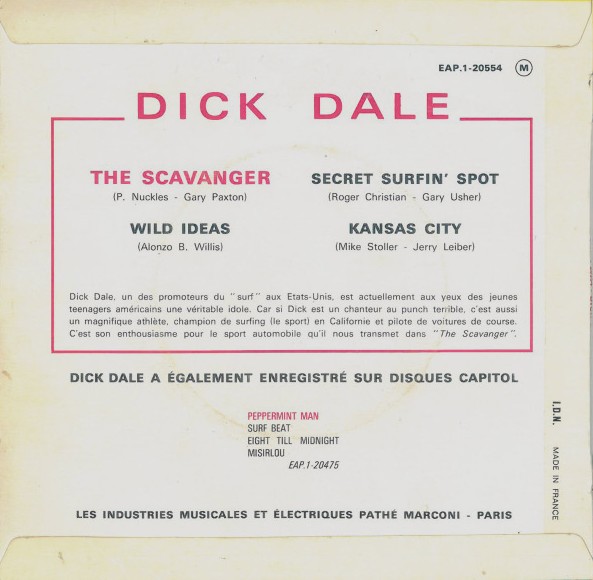 EAP.1-20554 M
DICK DALE
THE SCAVANGER
(P. Nuckles - Gary Paxton)
SECRET SURFIN' SPOT
(Roger Christian - Gary Usher)
WILD IDEAS
(Alonzo B. Willis)
KANSAS CITY
(Mike Stoller - Jerry Leiber)
Dick Dale, un des promoteurs du "surf" aux Etats-Unis, est actuellement aux yeux des jeunes
teenagers américains une véritable idole. Car si Dick est un chanteur au punch terrible, c'est aussi
un magnifique athlète, champion de surfing (le sport) en Californie et pilote de voitures de course.
C'est son enthousiasme pour le sport automobile qu'il nous transmet dans "The Scavanger".
DICK DALE A ÉGALEMENT ENREGISTRÉ SUR DISQUES CAPITOL
PEPPERMINT MAN
SURF BEAT
EIGHT TILL MIDNIGHT
MISIRLOU
EAP.1-20475
LES INDUSTRIES MUSICALES ET ÉLECTRIQUES PATHÉ MARCONI - PARIS
I.D.N. MADE IN FRANCE